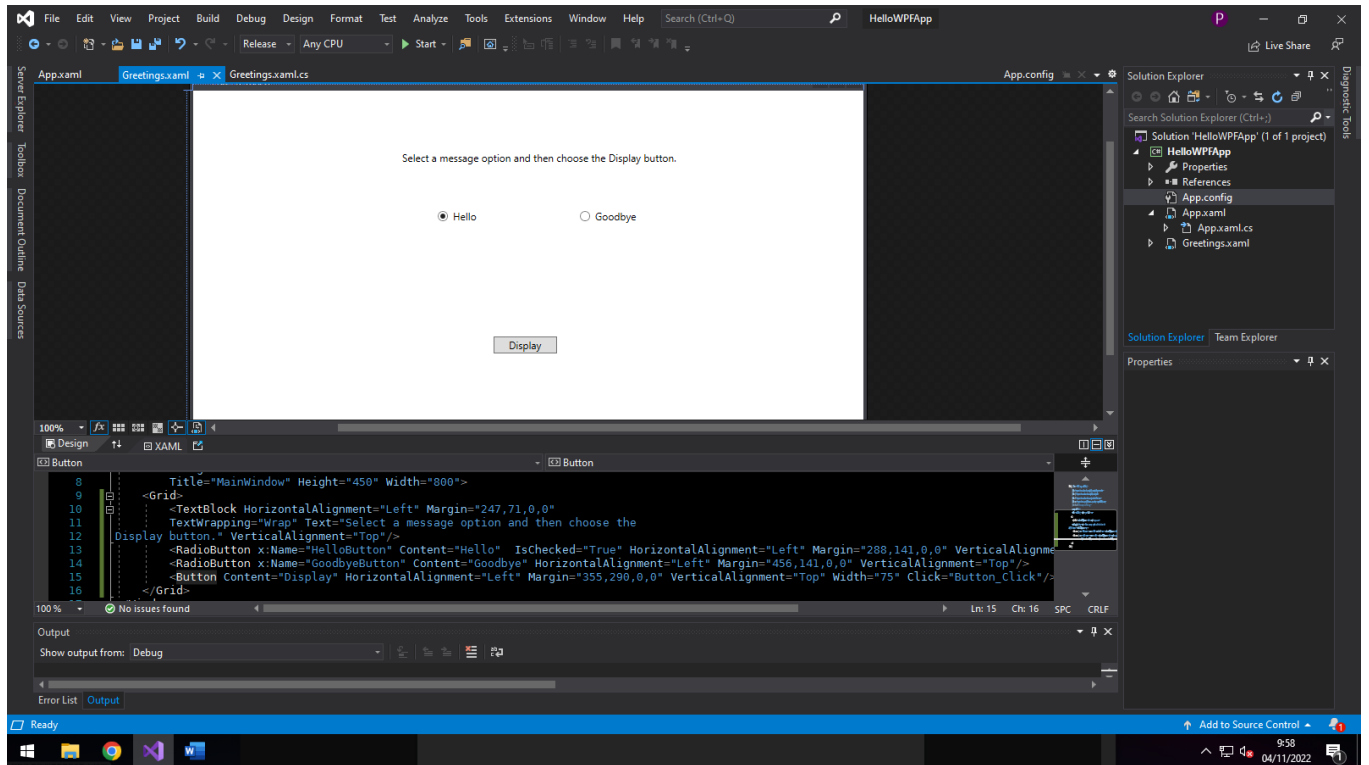 File Edit View Project Build Debug Design Format Test Analyze Tools Extensions Window Help Search (Ctrl+Q) HelloWPFApp P
Release Any CPU Start Live Share
App.xaml Greetings.xaml Greetings.xaml.cs App.config
Server Explorer
Toolbox
Document Outline
Data Sources
Select a message option and then choose the Display button.
Hello Goodbye
Display
100% fx
Design XAML
Button Button
8 Title="MainWindow" Height="450" Width="800">
9 <Grid>
10 <TextBlock HorizontalAlignment="Left" Margin="247,71,0,0"
11 TextWrapping="Wrap" Text="Select a message option and then choose the
12 Display button." VerticalAlignment="Top"/>
13 <RadioButton x:Name="HelloButton" Content="Hello"  IsChecked="True" HorizontalAlignment="Left" Margin="288,141,0,0" VerticalAlignme
14 <RadioButton x:Name="GoodbyeButton" Content="Goodbye" HorizontalAlignment="Left" Margin="456,141,0,0" VerticalAlignment="Top"/>
15 <Button Content="Display" HorizontalAlignment="Left" Margin="355,290,0,0" VerticalAlignment="Top" Width="75" Click="Button_Click"/>
16 </Grid>
100 % No issues found Ln: 15 Ch: 16 SPC CRLF
Output
Show output from: Debug
Error List Output
Solution Explorer
Search Solution Explorer (Ctrl+;)
Solution 'HelloWPFApp' (1 of 1 project)
C# HelloWPFApp
Properties
References
App.config
App.xaml
App.xaml.cs
Greetings.xaml
Solution Explorer Team Explorer
Properties
Diagnostic Tools
Ready Add to Source Control 1
9:58
04/11/2022
1